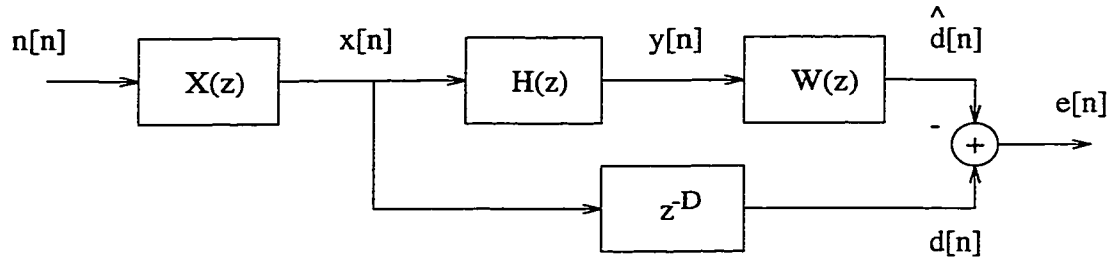 n[n]
X(z)
x[n]
H(z)
y[n]
W(z)
^
d[n]
-
+
e[n]
z^-D
d[n]